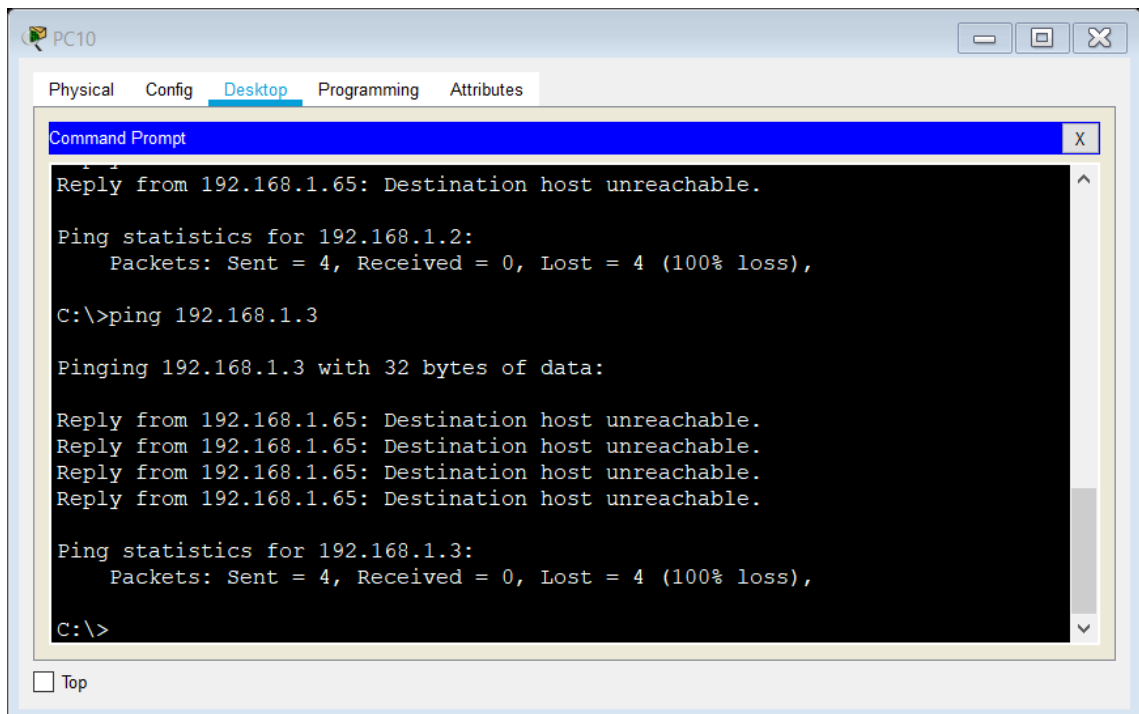 PC10
Physical Config Desktop Programming Attributes
Command Prompt
X
Reply from 192.168.1.65: Destination host unreachable.
Ping statistics for 192.168.1.2:
Packets: Sent = 4, Received = 0, Lost = 4 (100% loss),
C:\>ping 192.168.1.3
Pinging 192.168.1.3 with 32 bytes of data:
Reply from 192.168.1.65: Destination host unreachable.
Reply from 192.168.1.65: Destination host unreachable.
Reply from 192.168.1.65: Destination host unreachable.
Reply from 192.168.1.65: Destination host unreachable.
Ping statistics for 192.168.1.3:
Packets: Sent = 4, Received = 0, Lost = 4 (100% loss),
C:\>
Top